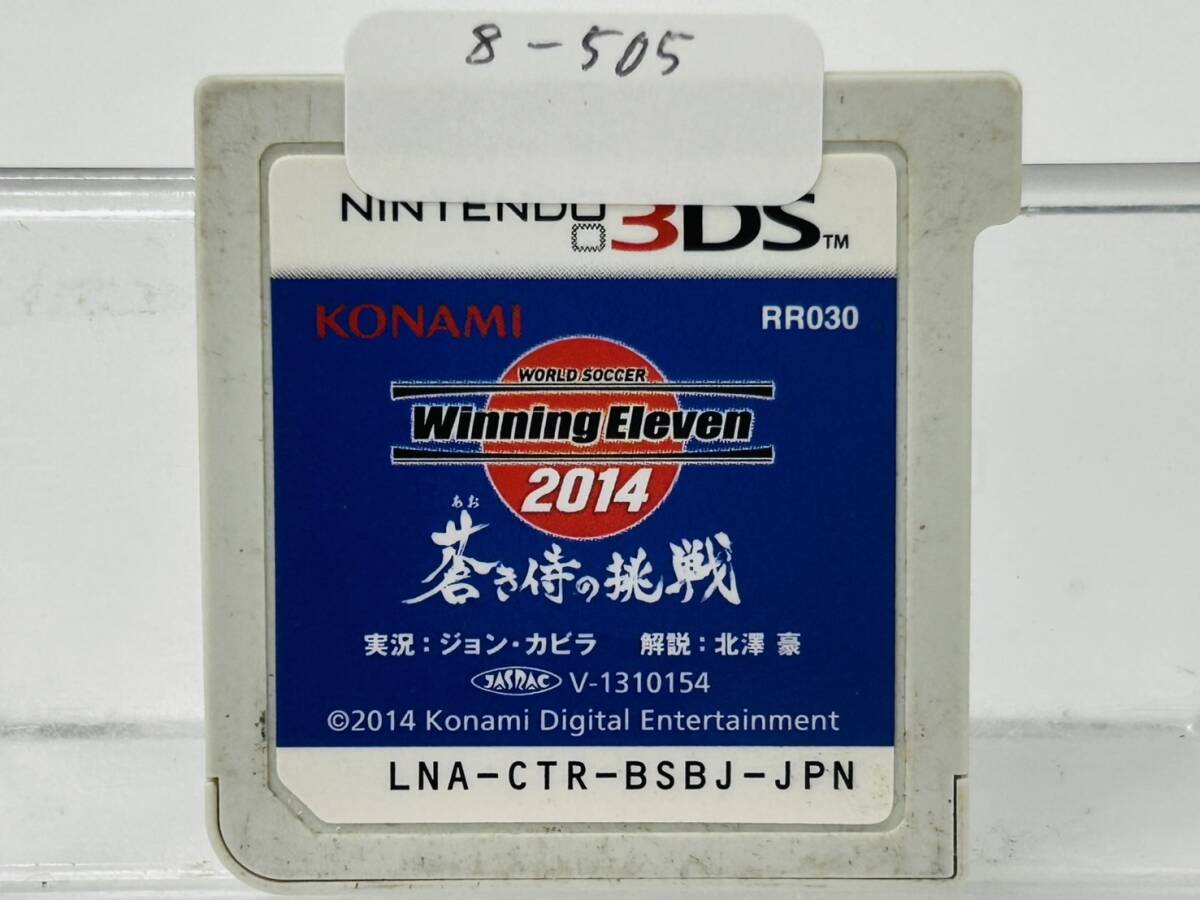 8-505
NINTENDO 3DS™
KONAMI RR030
WORLD SOCCER
Winning Eleven
2014
あお
蒼き侍の挑戦
実況:ジョン・カビラ 解説:北澤 豪
JASRAC V-1310154
©2014 Konami Digital Entertainment
LNA-CTR-BSBJ-JPN